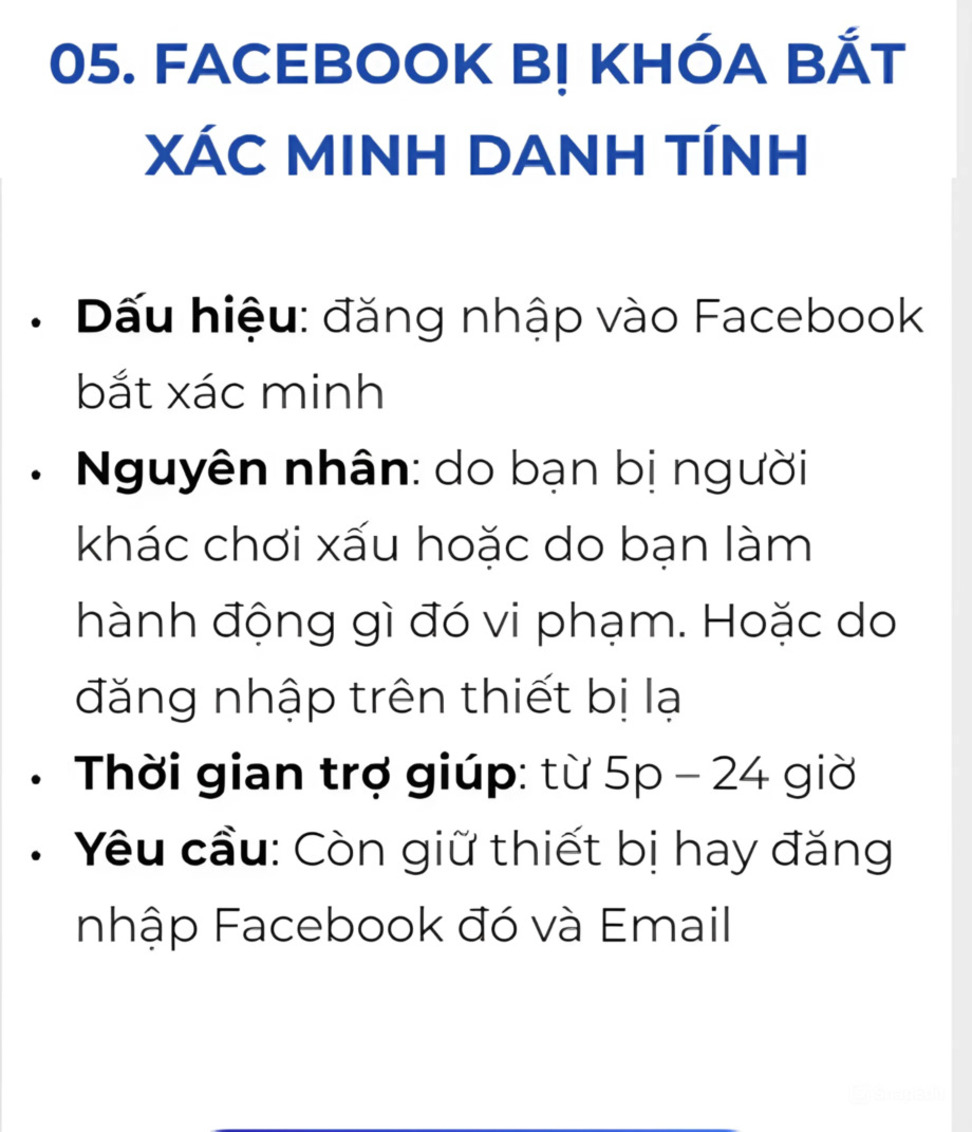 05. FACEBOOK BỊ KHÓA BẮT
XÁC MINH DANH TÍNH
• Dấu hiệu: đăng nhập vào Facebook
bắt xác minh
• Nguyên nhân: do bạn bị người
khác chơi xấu hoặc do bạn làm
hành động gì đó vi phạm. Hoặc do
đăng nhập trên thiết bị lạ
• Thời gian trợ giúp: từ 5p – 24 giờ
• Yêu cầu: Còn giữ thiết bị hay đăng
nhập Facebook đó và Email